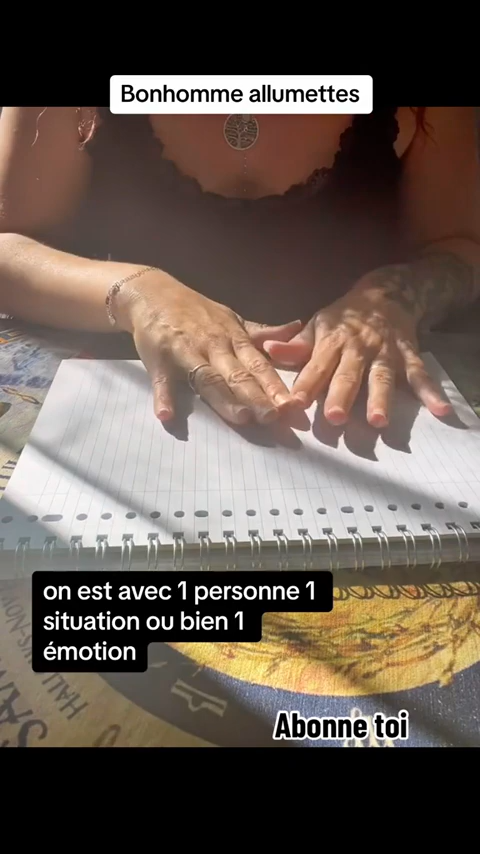 Bonhomme allumettes
on est avec 1 personne 1
situation ou bien 1
émotion
Abonne toi